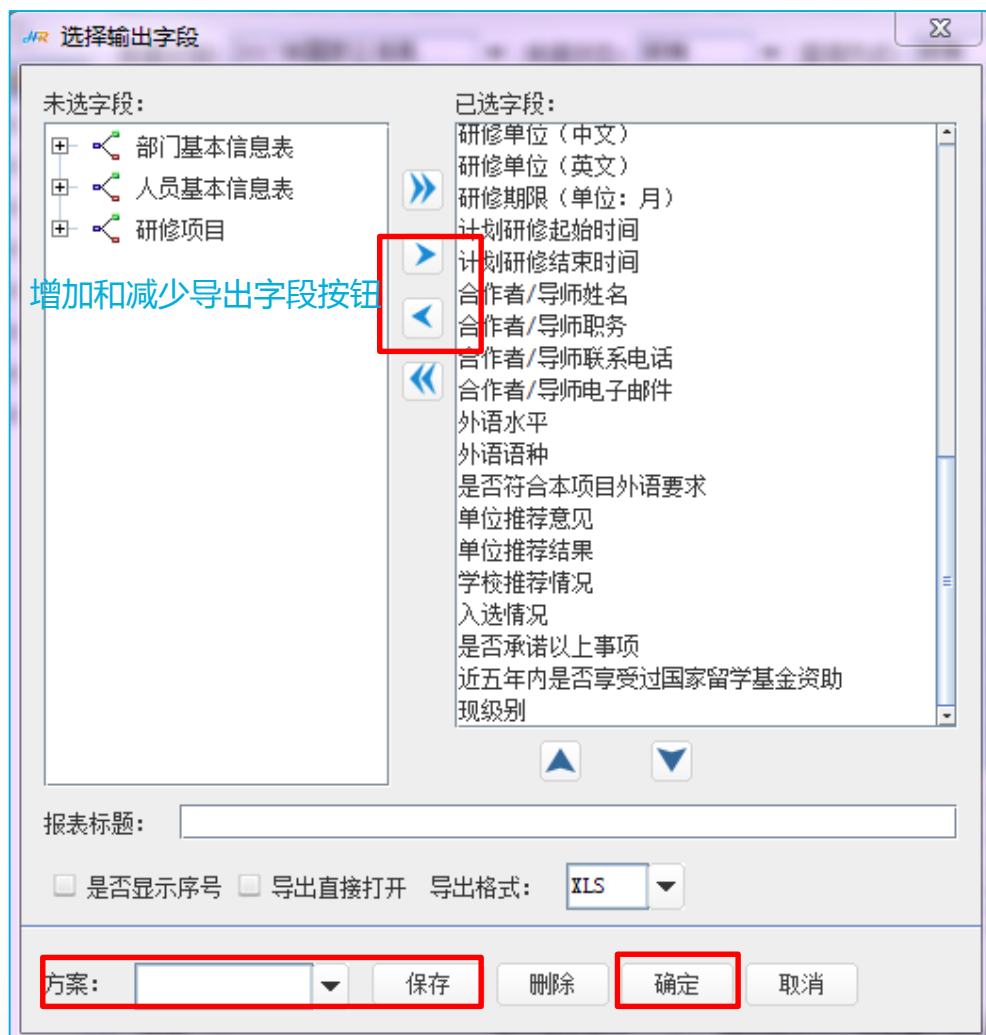 HR 选择输出字段
未选字段：
部门基本信息表
人员基本信息表
研修项目
增加和减少导出字段按钮
已选字段：
研修单位（中文）
研修单位（英文）
研修期限（单位：月）
计划研修起始时间
计划研修结束时间
合作者/导师姓名
合作者/导师职务
合作者/导师联系电话
合作者/导师电子邮件
外语水平
外语语种
是否符合本项目外语要求
单位推荐意见
单位推荐结果
学校推荐情况
入选情况
是否承诺以上事项
近五年内是否享受过国家留学基金资助
现级别
报表标题：
是否显示序号 导出直接打开 导出格式： XLS
方案： 保存 删除 确定 取消